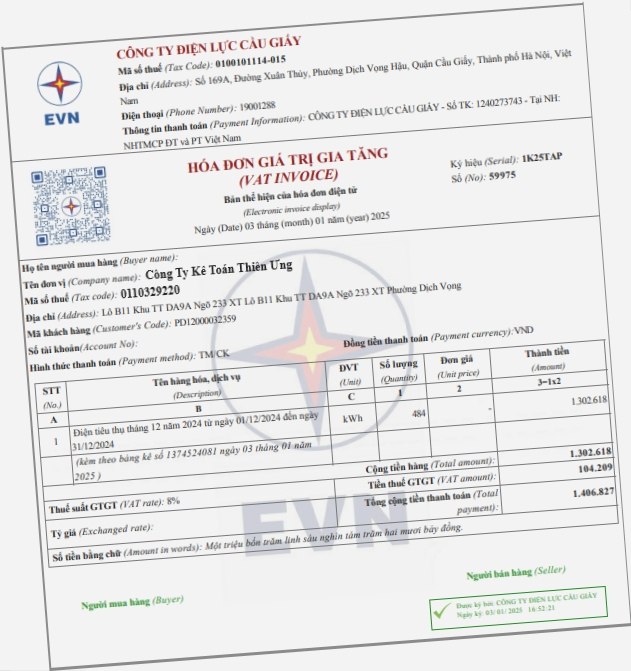 CÔNG TY ĐIỆN LỰC CẦU GIẤY
Mã số thuế (Tax Code): 0100101114-015
Địa chỉ (Address): Số 169A, Đường Xuân Thủy, Phường Dịch Vọng Hậu, Quận Cầu Giấy, Thành phố Hà Nội, Việt
Nam
Điện thoại (Phone Number): 19001288
Thông tin thanh toán (Payment Information): CÔNG TY ĐIỆN LỰC CẦU GIẤY - Số TK: 1240273743 - Tại NH:
NHTMCP ĐT và PT Việt Nam
EVN
HÓA ĐƠN GIÁ TRỊ GIA TĂNG
(VAT INVOICE)
Bản thể hiện của hóa đơn điện tử
(Electronic invoice display)
Ngày (Date) 03 tháng (month) 01 năm (year) 2025
Ký hiệu (Serial): 1K25TAP
Số (No): 59975
Họ tên người mua hàng (Buyer name):
Tên đơn vị (Company name): Công Ty Kế Toán Thiên Ưng
Mã số thuế (Tax code): 0110329220
Địa chỉ (Address): Lô B11 Khu TT DA9A Ngõ 233 XT Lô B11 Khu TT DA9A Ngõ 233 XT Phường Dịch Vọng
Mã khách hàng (Customer's Code): PD12000032359
Số tài khoản(Account No):
Hình thức thanh toán (Payment method): TM/CK
Đồng tiền thanh toán (Payment currency):VND
STT (No.) Tên hàng hóa, dịch vụ (Description) ĐVT (Unit) Số lượng (Quantity) Đơn giá (Unit price) Thành tiền (Amount)
A B C 1 2 3=1x2
1 Điện tiêu thụ tháng 12 năm 2024 từ ngày 01/12/2024 đến ngày 31/12/2024 kWh 484 - 1.302.618
(kèm theo bảng kê số 1374524081 ngày 03 tháng 01 năm
2025 )
Cộng tiền hàng (Total amount): 1.302.618
Thuế suất GTGT (VAT rate): 8% Tiền thuế GTGT (VAT amount): 104.209
Tỷ giá (Exchanged rate): Tổng cộng tiền thanh toán (Total payment): 1.406.827
Số tiền bằng chữ (Amount in words): Một triệu bốn trăm linh sáu nghìn tám trăm hai mươi bảy đồng.
EVN
Người mua hàng (Buyer)
Người bán hàng (Seller)
Được ký bởi: CÔNG TY ĐIỆN LỰC CẦU GIẤY
Ngày ký: 03/01/2025 16:52:21